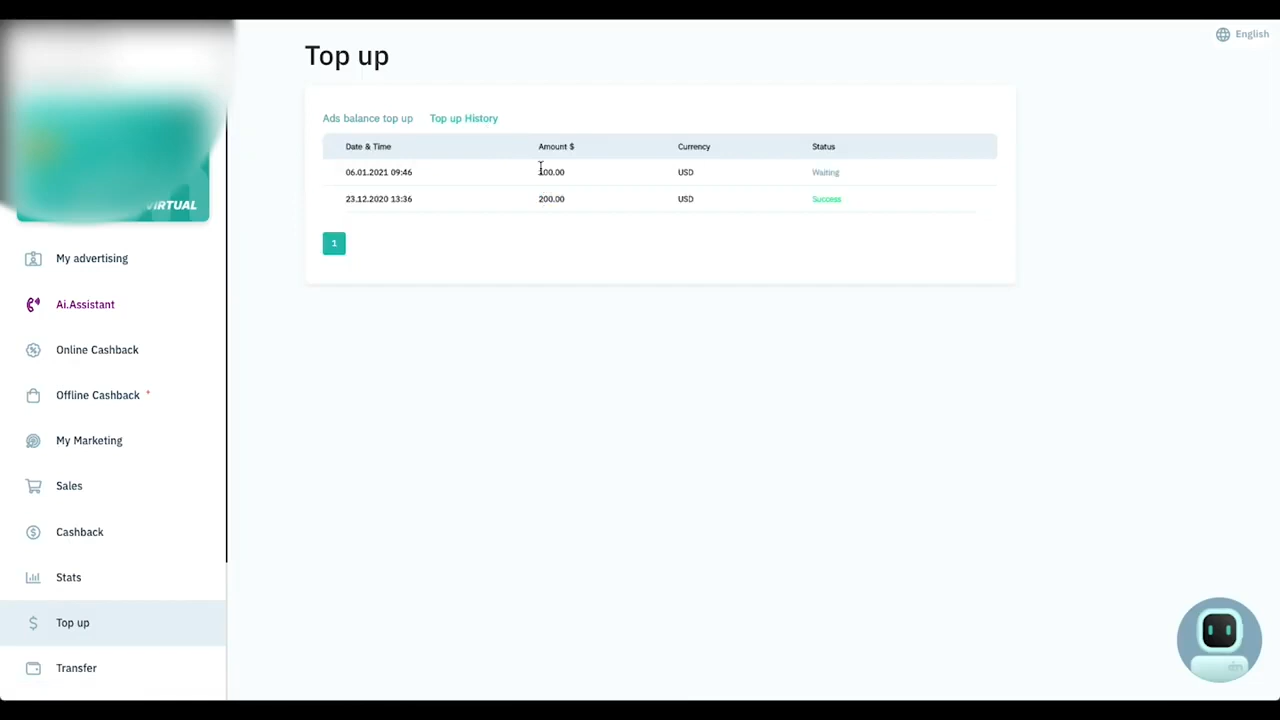 English
Top up
Ads balance top up Top up History
Date & Time Amount $ Currency Status
06.01.2021 09:46 100.00 USD Waiting
23.12.2020 13:36 200.00 USD Success
1
VIRTUAL
My advertising
Ai.Assistant
Online Cashback
Offline Cashback *
My Marketing
Sales
Cashback
Stats
Top up
Transfer